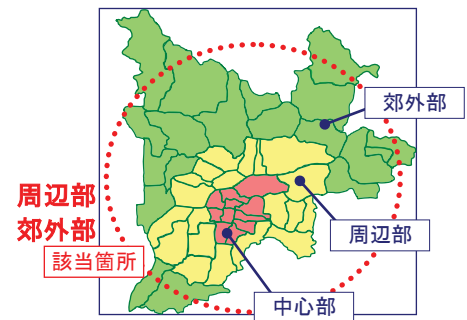 郊外部
周辺部
郊外部
該当箇所
周辺部
中心部